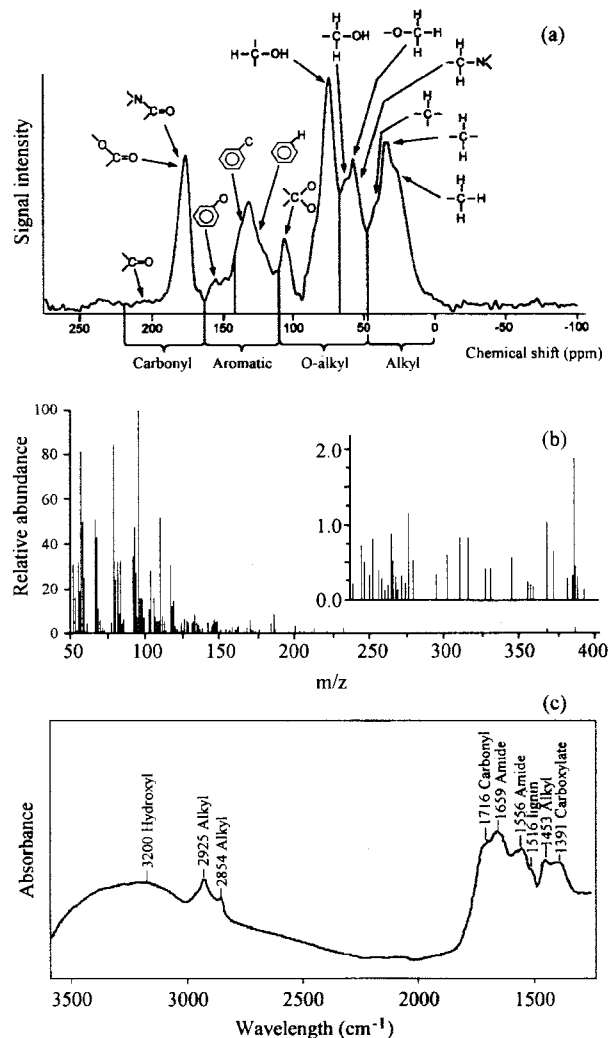 (a)
H-C-OH
H
-C-OH
H
H
-O-C-H
H
H
-C-N<
H
H
-C-
H
-C-
H
H
-C-H
H
N
C=O
O
C=O
C=O
O
C
H
C
O
O
Signal intensity
250 200 150 100 50 0 -50 -100
Carbonyl Aromatic O-alkyl Alkyl
Chemical shift (ppm)
(b)
Relative abundance
100
80
60
40
20
0
2.0
1.0
0.0
50 100 150 200 250 300 350 400
m/z
(c)
Absorbance
3200 Hydroxyl
2925 Alkyl
2854 Alkyl
1716 Carbonyl
1659 Amide
1556 Amide
1516 lignin
1453 Alkyl
1391 Carboxylate
3500 3000 2500 2000 1500
Wavelength (cm⁻¹)